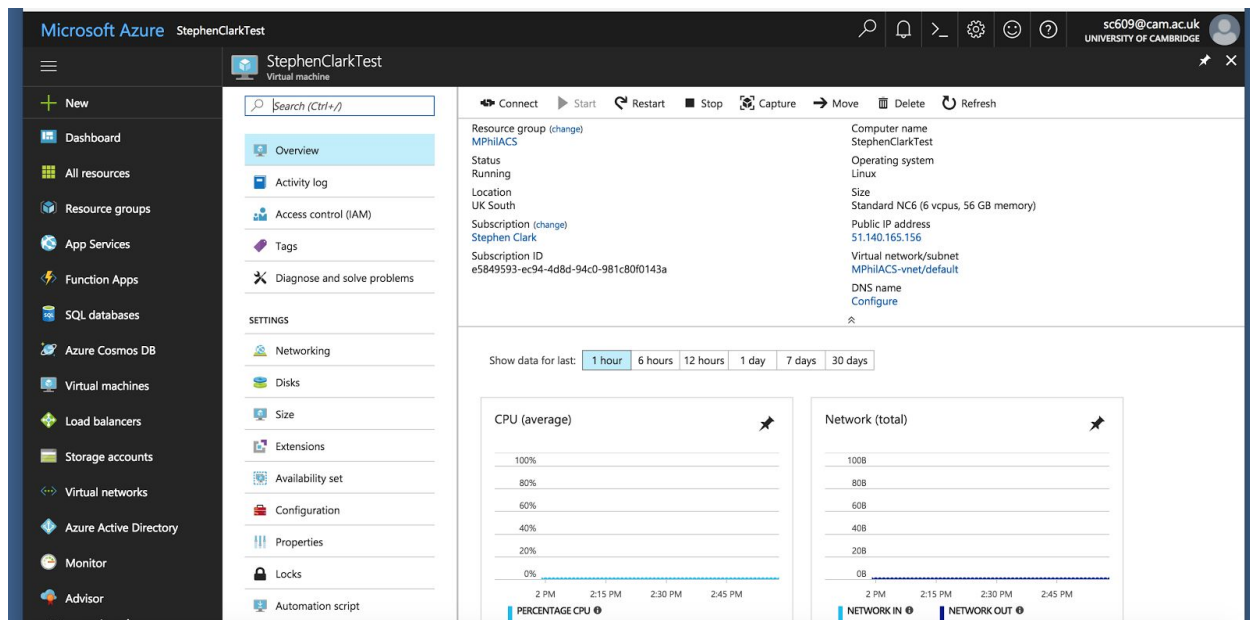 Microsoft Azure StephenClarkTest
sc609@cam.ac.uk
UNIVERSITY OF CAMBRIDGE
StephenClarkTest
Virtual machine
New
Dashboard
All resources
Resource groups
App Services
Function Apps
SQL databases
Azure Cosmos DB
Virtual machines
Load balancers
Storage accounts
Virtual networks
Azure Active Directory
Monitor
Advisor
Search (Ctrl+/)
Overview
Activity log
Access control (IAM)
Tags
Diagnose and solve problems
SETTINGS
Networking
Disks
Size
Extensions
Availability set
Configuration
Properties
Locks
Automation script
Connect Start Restart Stop Capture Move Delete Refresh
Resource group (change)
MPhilACS
Status
Running
Location
UK South
Subscription (change)
Stephen Clark
Subscription ID
e5849593-ec94-4d8d-94c0-981c80f0143a
Computer name
StephenClarkTest
Operating system
Linux
Size
Standard NC6 (6 vcpus, 56 GB memory)
Public IP address
51.140.165.156
Virtual network/subnet
MPhilACS-vnet/default
DNS name
Configure
Show data for last: 1 hour 6 hours 12 hours 1 day 7 days 30 days
CPU (average)
100%
80%
60%
40%
20%
0%
2 PM 2:15 PM 2:30 PM 2:45 PM
PERCENTAGE CPU
Network (total)
100B
80B
60B
40B
20B
0B
2 PM 2:15 PM 2:30 PM 2:45 PM
NETWORK IN NETWORK OUT